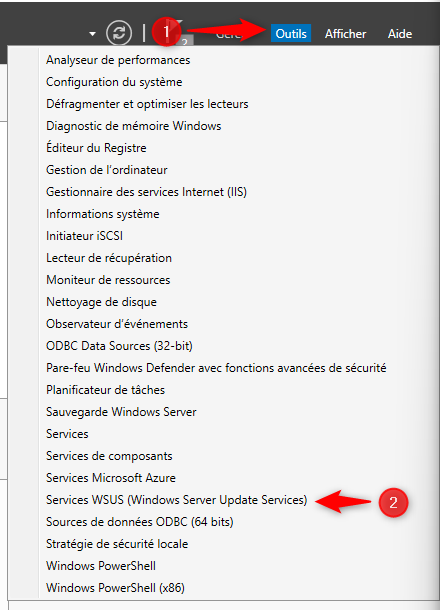 1 Gérer Outils Afficher Aide
2
Analyseur de performances
Configuration du système
Défragmenter et optimiser les lecteurs
Diagnostic de mémoire Windows
Éditeur du Registre
Gestion de l'ordinateur
Gestionnaire des services Internet (IIS)
Informations système
Initiateur iSCSI
Lecteur de récupération
Moniteur de ressources
Nettoyage de disque
Observateur d'événements
ODBC Data Sources (32-bit)
Pare-feu Windows Defender avec fonctions avancées de sécurité
Planificateur de tâches
Sauvegarde Windows Server
Services
Services de composants
Services Microsoft Azure
Services WSUS (Windows Server Update Services) 2
Sources de données ODBC (64 bits)
Stratégie de sécurité locale
Windows PowerShell
Windows PowerShell (x86)